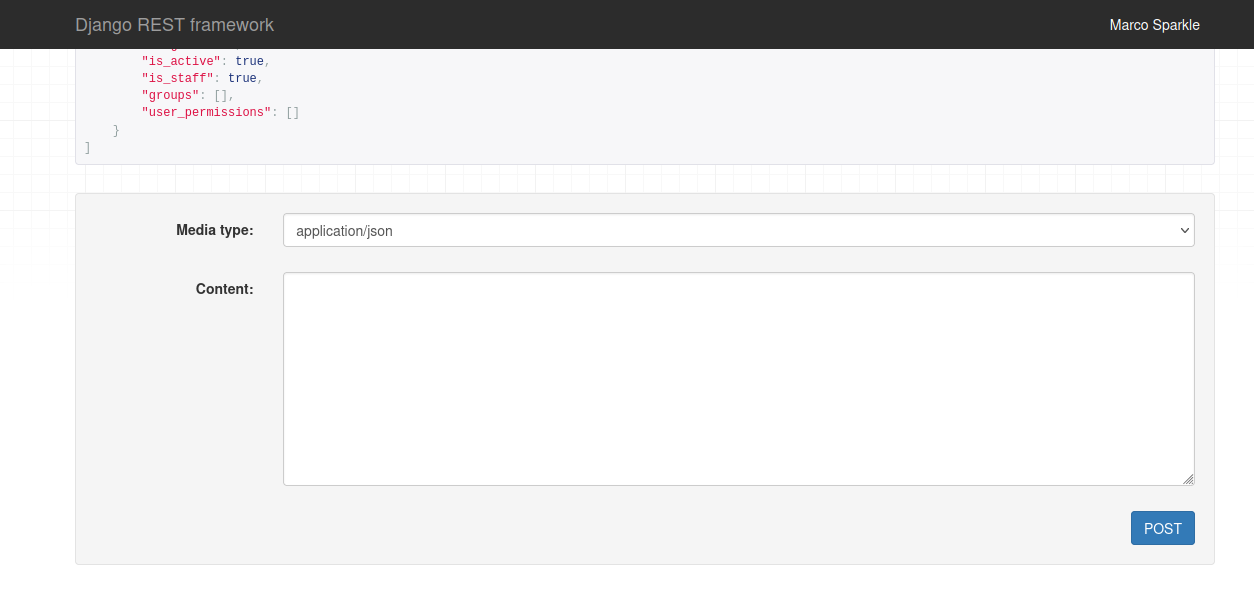 Django REST framework
Marco Sparkle
"is_active": true,
"is_staff": true,
"groups": [],
"user_permissions": []
}
]
Media type:
application/json
Content:
POST